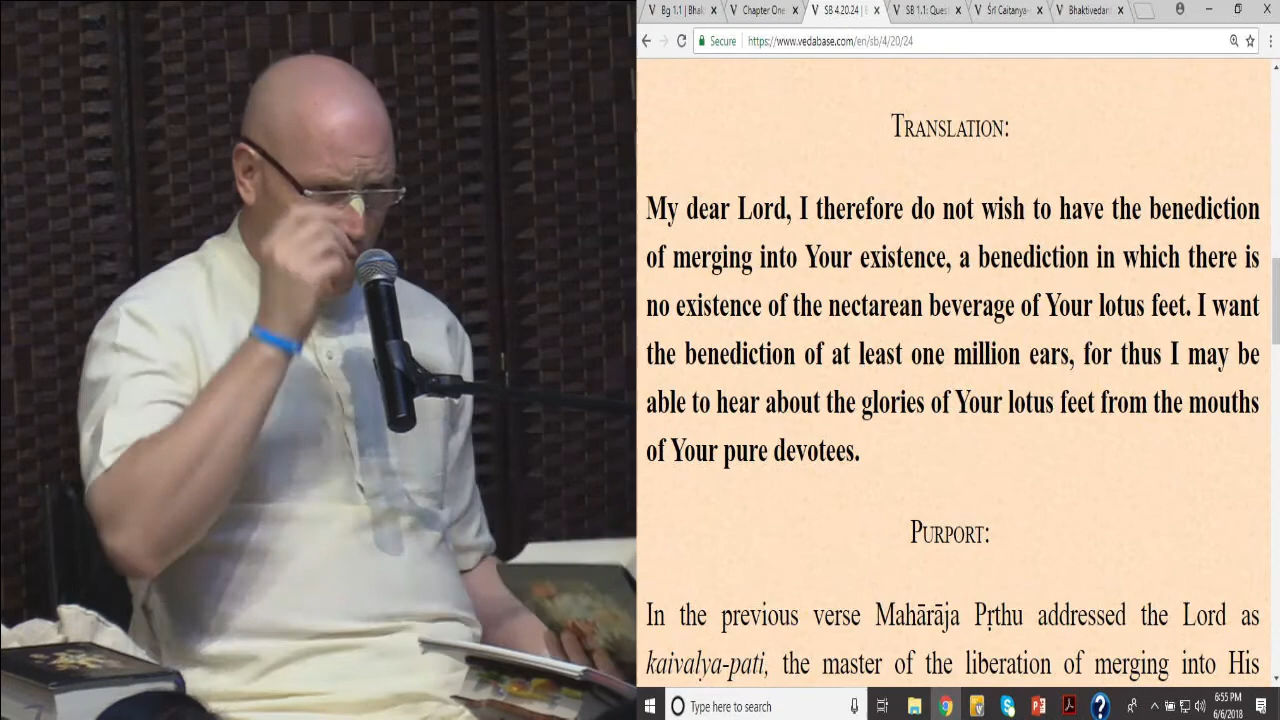 Bg 1.1 | Bhak
Chapter One:
SB 4.20.24 | B
SB 1.1: Ques
Śrī Caitanya-
Bhaktivedan
Secure
https://www.vedabase.com/en/sb/4/20/24
TRANSLATION:
My dear Lord, I therefore do not wish to have the benediction
of merging into Your existence, a benediction in which there is
no existence of the nectarean beverage of Your lotus feet. I want
the benediction of at least one million ears, for thus I may be
able to hear about the glories of Your lotus feet from the mouths
of Your pure devotees.
PURPORT:
In the previous verse Mahārāja Pṛthu addressed the Lord as
kaivalya-pati, the master of the liberation of merging into His
Type here to search
6:55 PM
6/6/2018